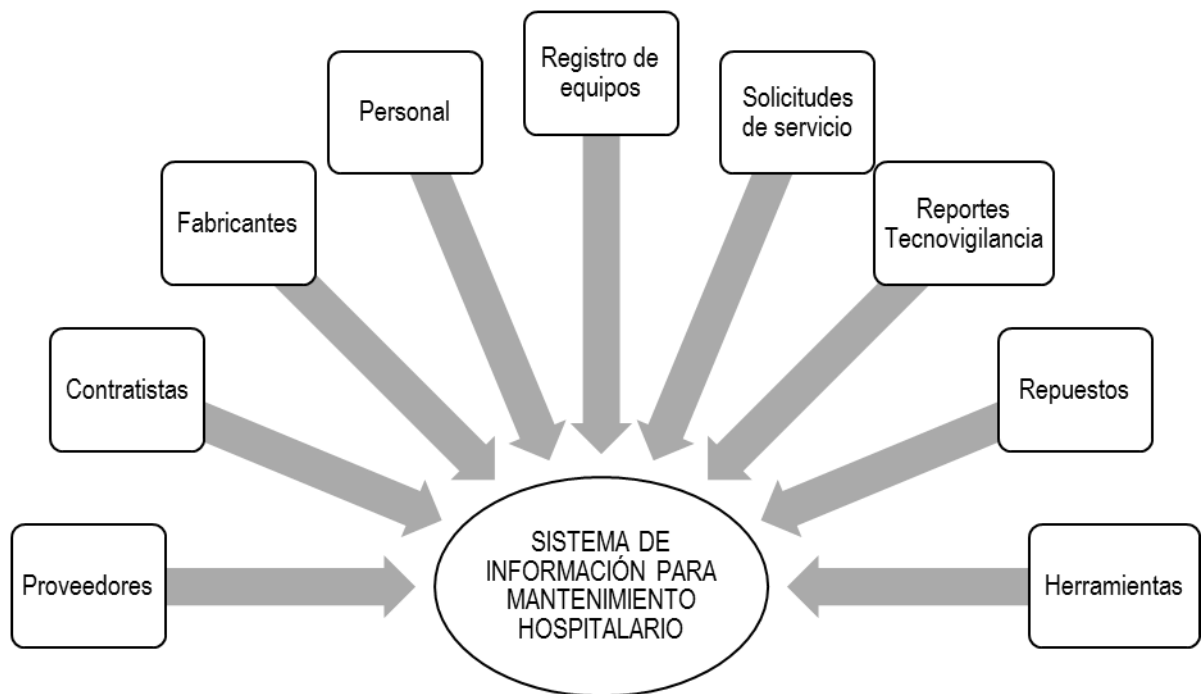 Registro de
equipos
Personal
Solicitudes
de servicio
Fabricantes
Reportes
Tecnovigilancia
Contratistas
Repuestos
Proveedores
SISTEMA DE
INFORMACIÓN PARA
MANTENIMIENTO
HOSPITALARIO
Herramientas